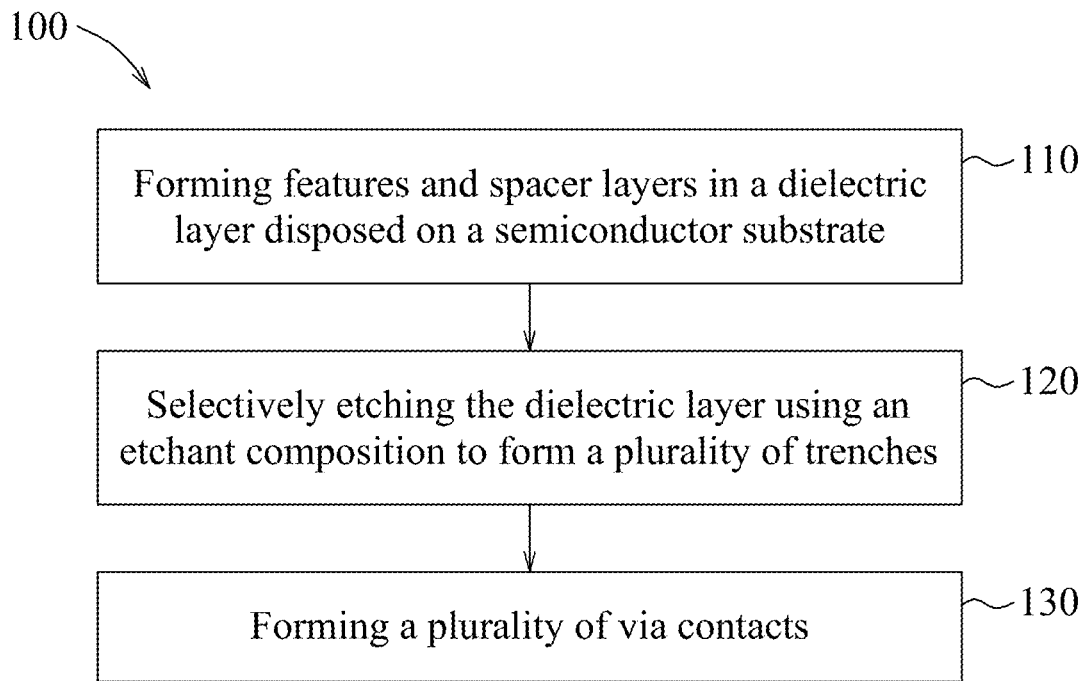 100
110
Forming features and spacer layers in a dielectric
layer disposed on a semiconductor substrate
120
Selectively etching the dielectric layer using an
etchant composition to form a plurality of trenches
130
Forming a plurality of via contacts